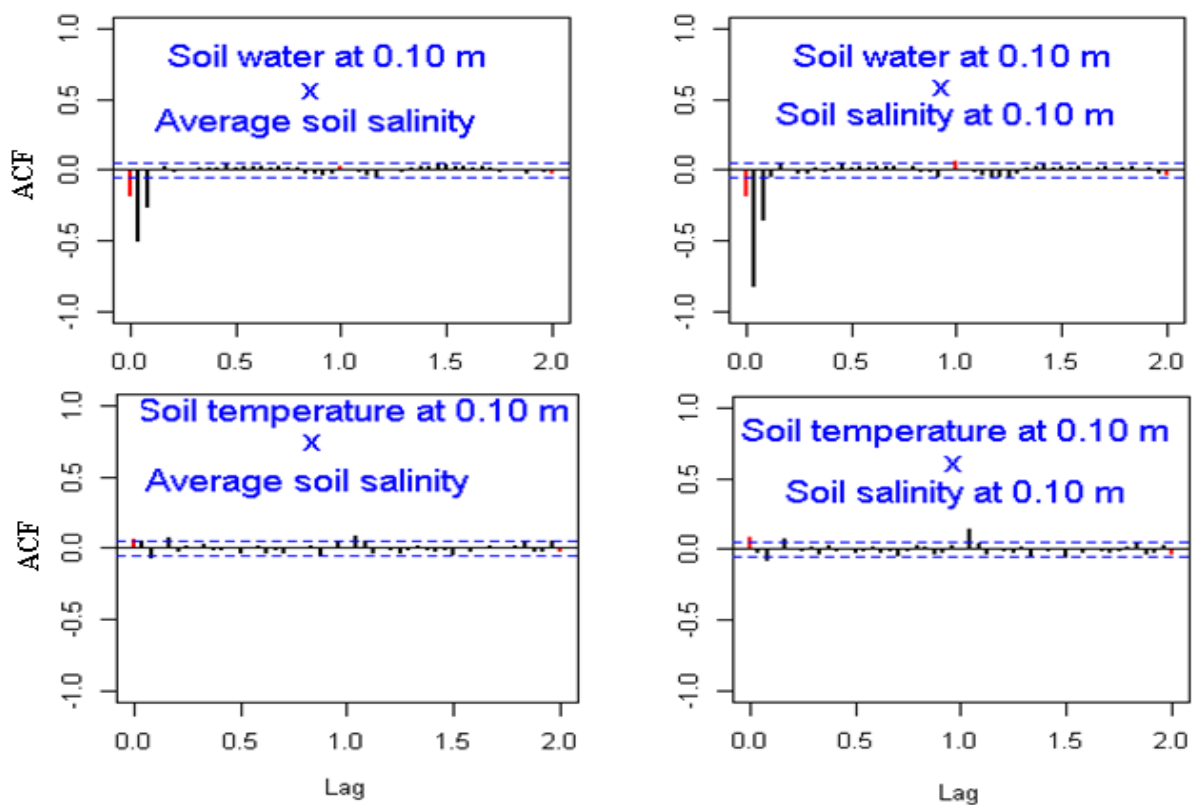 Soil water at 0.10 m
x
Average soil salinity
ACF
1.0
0.5
0.0
-0.5
-1.0
0.0 0.5 1.0 1.5 2.0
Soil water at 0.10 m
x
Soil salinity at 0.10 m
1.0
0.5
0.0
-0.5
-1.0
0.0 0.5 1.0 1.5 2.0
Soil temperature at 0.10 m
x
Average soil salinity
ACF
1.0
0.5
0.0
-0.5
-1.0
0.0 0.5 1.0 1.5 2.0
Lag
Soil temperature at 0.10 m
x
Soil salinity at 0.10 m
1.0
0.5
0.0
-0.5
-1.0
0.0 0.5 1.0 1.5 2.0
Lag